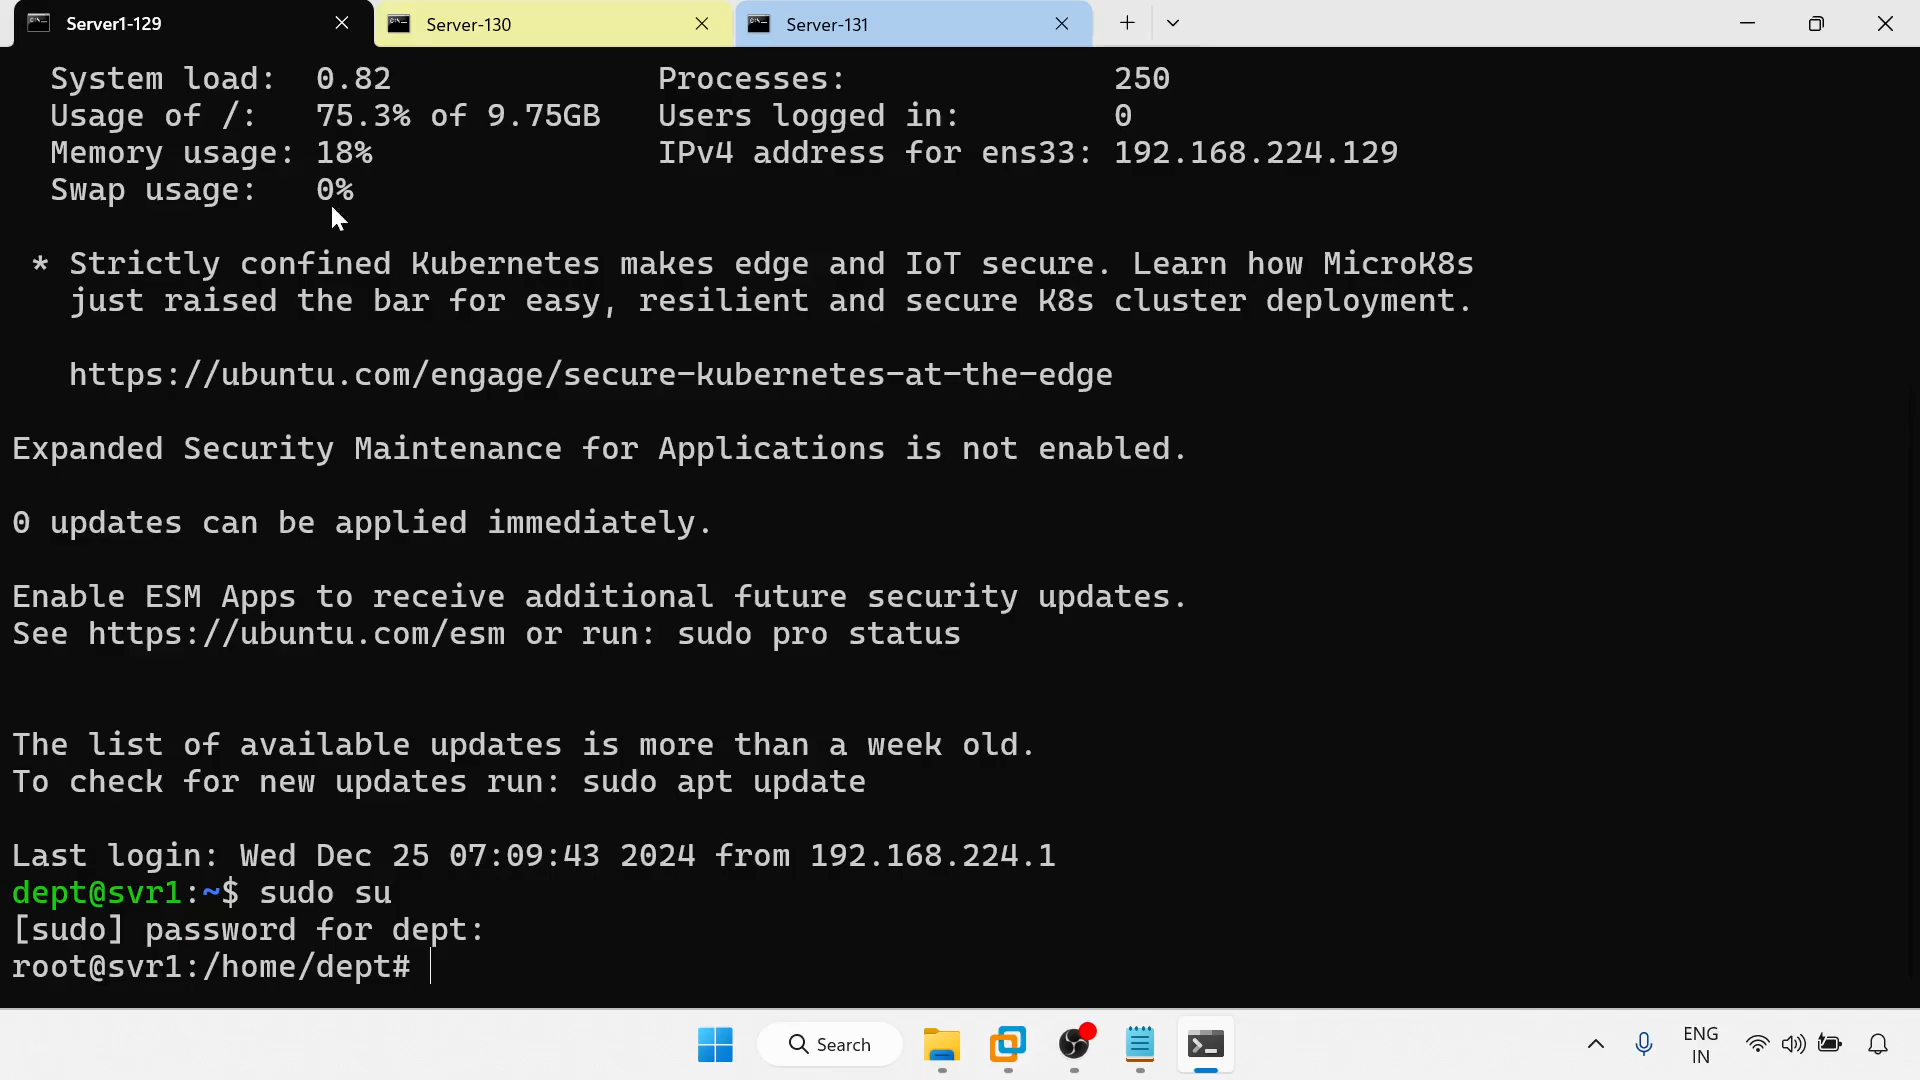 Server1-129
Server-130
Server-131
System load: 0.82 Processes: 250
Usage of /: 75.3% of 9.75GB Users logged in: 0
Memory usage: 18% IPv4 address for ens33: 192.168.224.129
Swap usage: 0%
* Strictly confined Kubernetes makes edge and IoT secure. Learn how MicroK8s
just raised the bar for easy, resilient and secure K8s cluster deployment.
https://ubuntu.com/engage/secure-kubernetes-at-the-edge
Expanded Security Maintenance for Applications is not enabled.
0 updates can be applied immediately.
Enable ESM Apps to receive additional future security updates.
See https://ubuntu.com/esm or run: sudo pro status
The list of available updates is more than a week old.
To check for new updates run: sudo apt update
Last login: Wed Dec 25 07:09:43 2024 from 192.168.224.1
dept@svr1:~$ sudo su
[sudo] password for dept:
root@svr1:/home/dept#
Search
ENG
IN